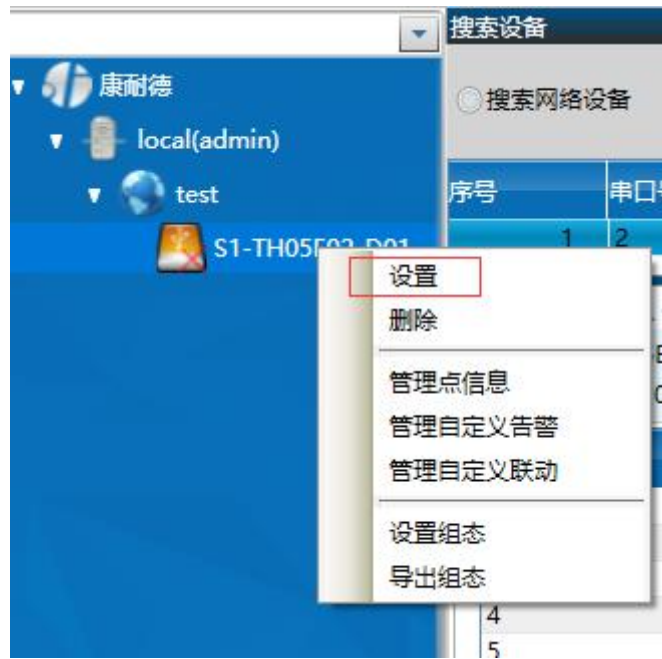 搜索设备
康耐德
搜索网络设备
local(admin)
test
序号
S1-TH05
1
2
设置
删除
管理点信息
管理自定义告警
管理自定义联动
设置组态
导出组态
4
5